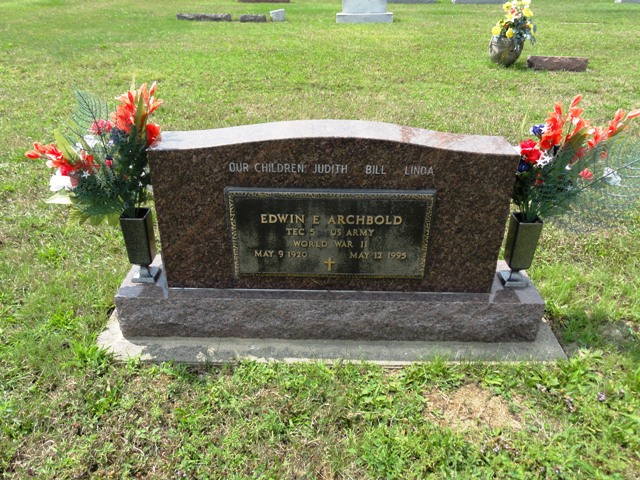 OUR CHILDREN: JUDITH BILL LINDA
EDWIN E ARCHBOLD
TEC 5 US ARMY
WORLD WAR II
MAY 9 1920 MAY 12 1995